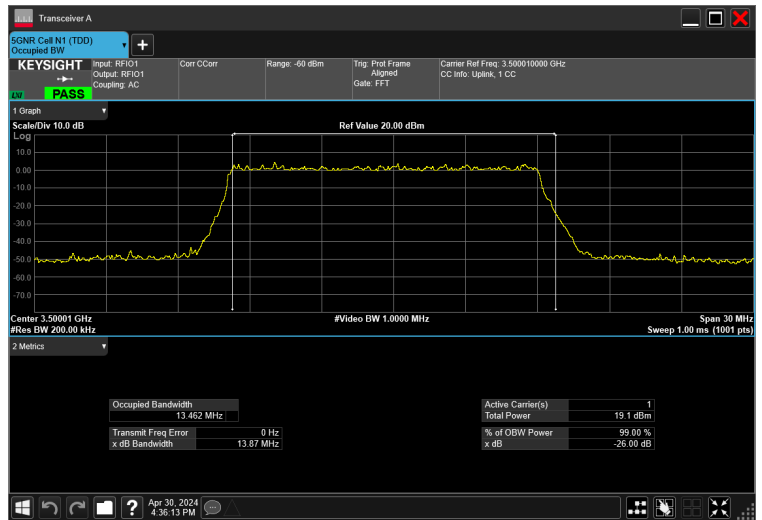 Transceiver A
5GNR Cell N1 (TDD)
Occupied BW
KEYSIGHT
LNI
PASS
Input: RFIO1
Output: RFIO1
Coupling: AC
Corr CCorr
Range: -60 dBm
Trig: Prot Frame
Aligned
Gate: FFT
Carrier Ref Freq: 3.500010000 GHz
CC Info: Uplink, 1 CC
1 Graph
Scale/Div 10.0 dB
Ref Value 20.00 dBm
Log
10.0
0.00
-10.0
-20.0
-30.0
-40.0
-50.0
-60.0
-70.0
Center 3.50001 GHz
#Video BW 1.0000 MHz
Span 30 MHz
#Res BW 200.00 kHz
Sweep 1.00 ms (1001 pts)
2 Metrics
Occupied Bandwidth
13.462 MHz
Transmit Freq Error 0 Hz
x dB Bandwidth 13.87 MHz
Active Carrier(s) 1
Total Power 19.1 dBm
% of OBW Power 99.00 %
x dB -26.00 dB
Apr 30, 2024
4:36:13 PM